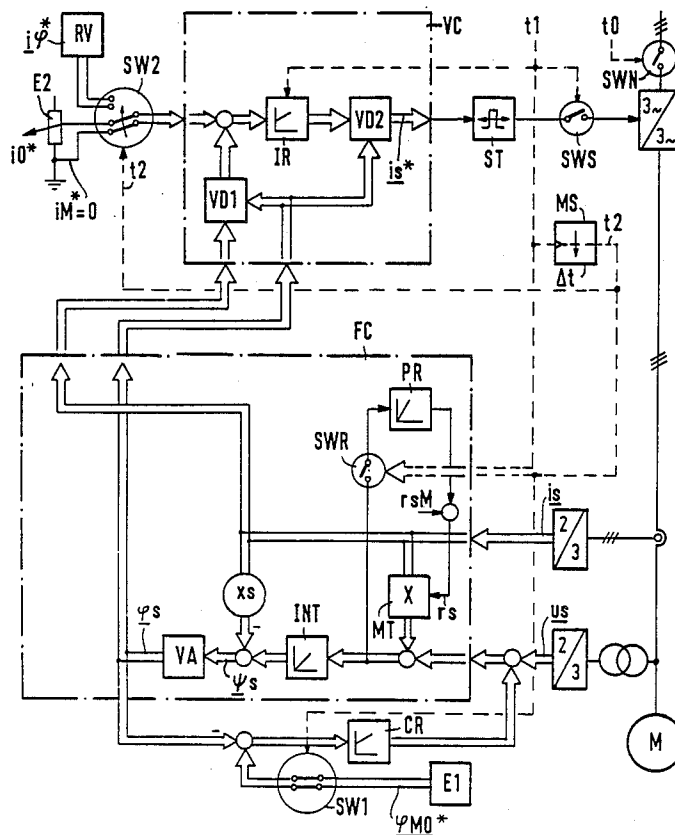 RV
iφ*
E2
SW2
i0*
iM*=0
t2
VC
IR
VD2
is*
VD1
t1
t0
SWN
3~
3~
ST
SWS
MS
t2
Δt
FC
PR
SWR
rsM
is
2
3
xs
X
MT
rs
INT
φs
VA
ψs
us
2
3
CR
M
E1
SW1
φM0*